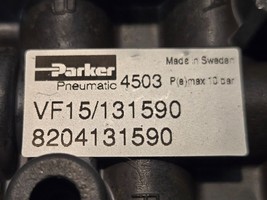 Parker
Pneumatic 4503
Made in Sweden
P(e)max 10 bar
VF15/131590
8204131590